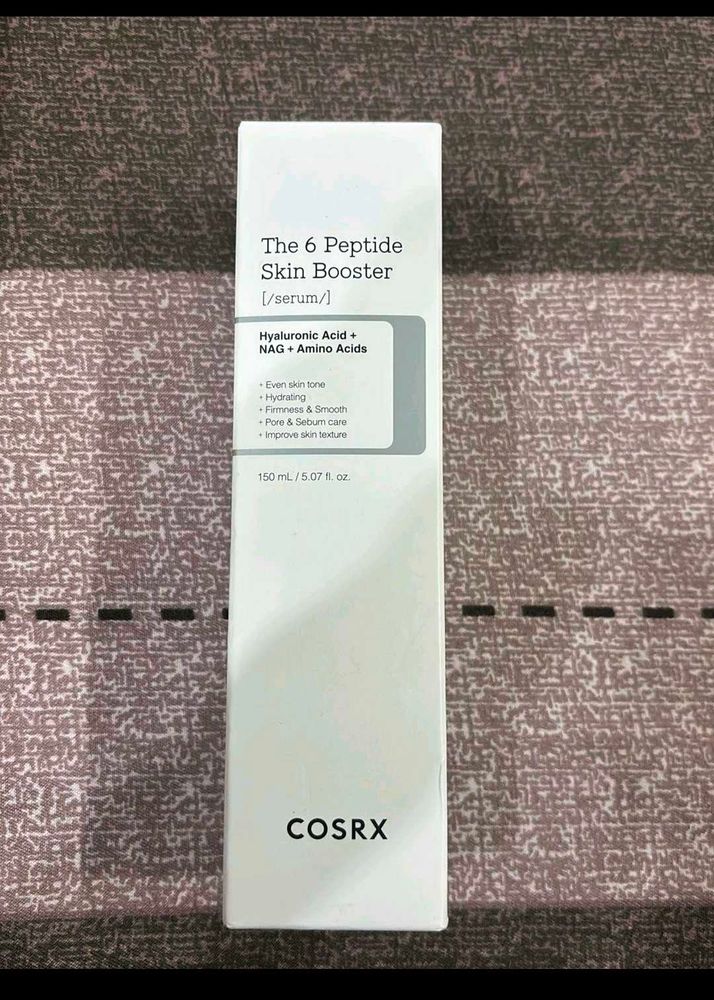 The 6 Peptide
Skin Booster
[/serum/]
Hyaluronic Acid +
NAG + Amino Acids
+ Even skin tone
+ Hydrating
+ Firmness & Smooth
+ Pore & Sebum care
+ Improve skin texture
150 mL / 5.07 fl. oz.
COSRX